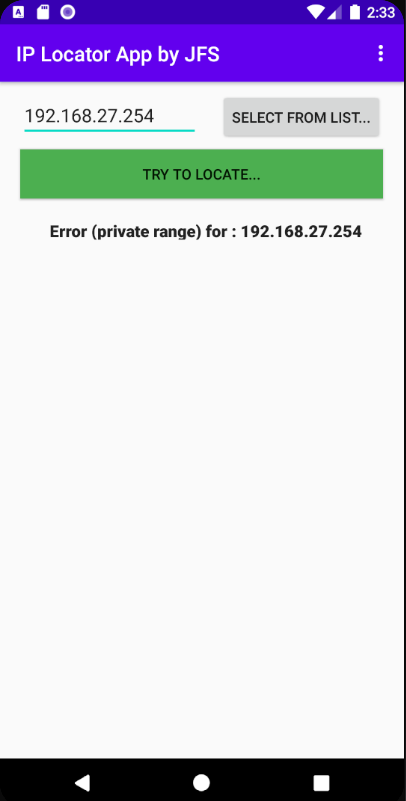 A 2:33
IP Locator App by JFS
192.168.27.254 SELECT FROM LIST...
TRY TO LOCATE...
Error (private range) for : 192.168.27.254